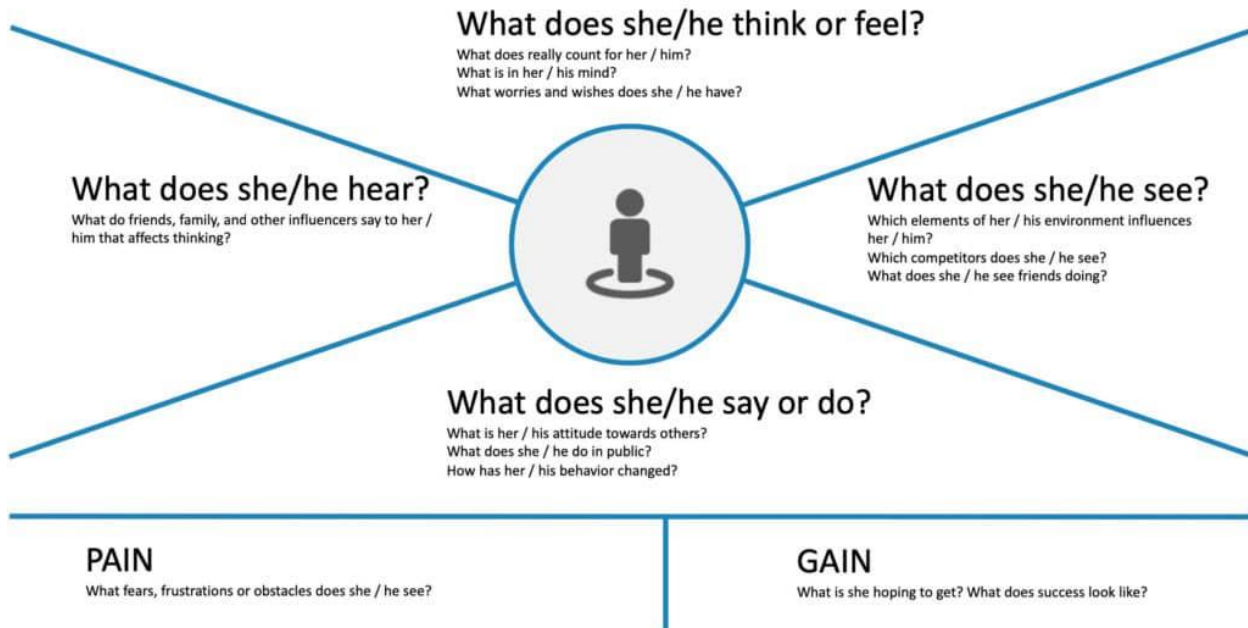 What does she/he think or feel?
What does really count for her / him?
What is in her / his mind?
What worries and wishes does she / he have?
What does she/he hear?
What do friends, family, and other influencers say to her /
him that affects thinking?
What does she/he see?
Which elements of her / his environment influences
her / him?
Which competitors does she / he see?
What does she / he see friends doing?
What does she/he say or do?
What is her / his attitude towards others?
What does she / he do in public?
How has her / his behavior changed?
PAIN
What fears, frustrations or obstacles does she / he see?
GAIN
What is she hoping to get? What does success look like?